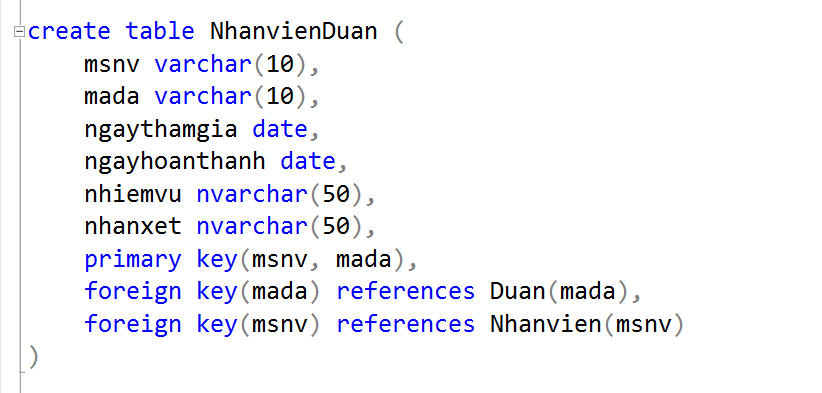 create table NhanvienDuan (
msnv varchar(10),
mada varchar(10),
ngaythamgia date,
ngayhoanthanh date,
nhiemvu nvarchar(50),
nhanxet nvarchar(50),
primary key(msnv, mada),
foreign key(mada) references Duan(mada),
foreign key(msnv) references Nhanvien(msnv)
)